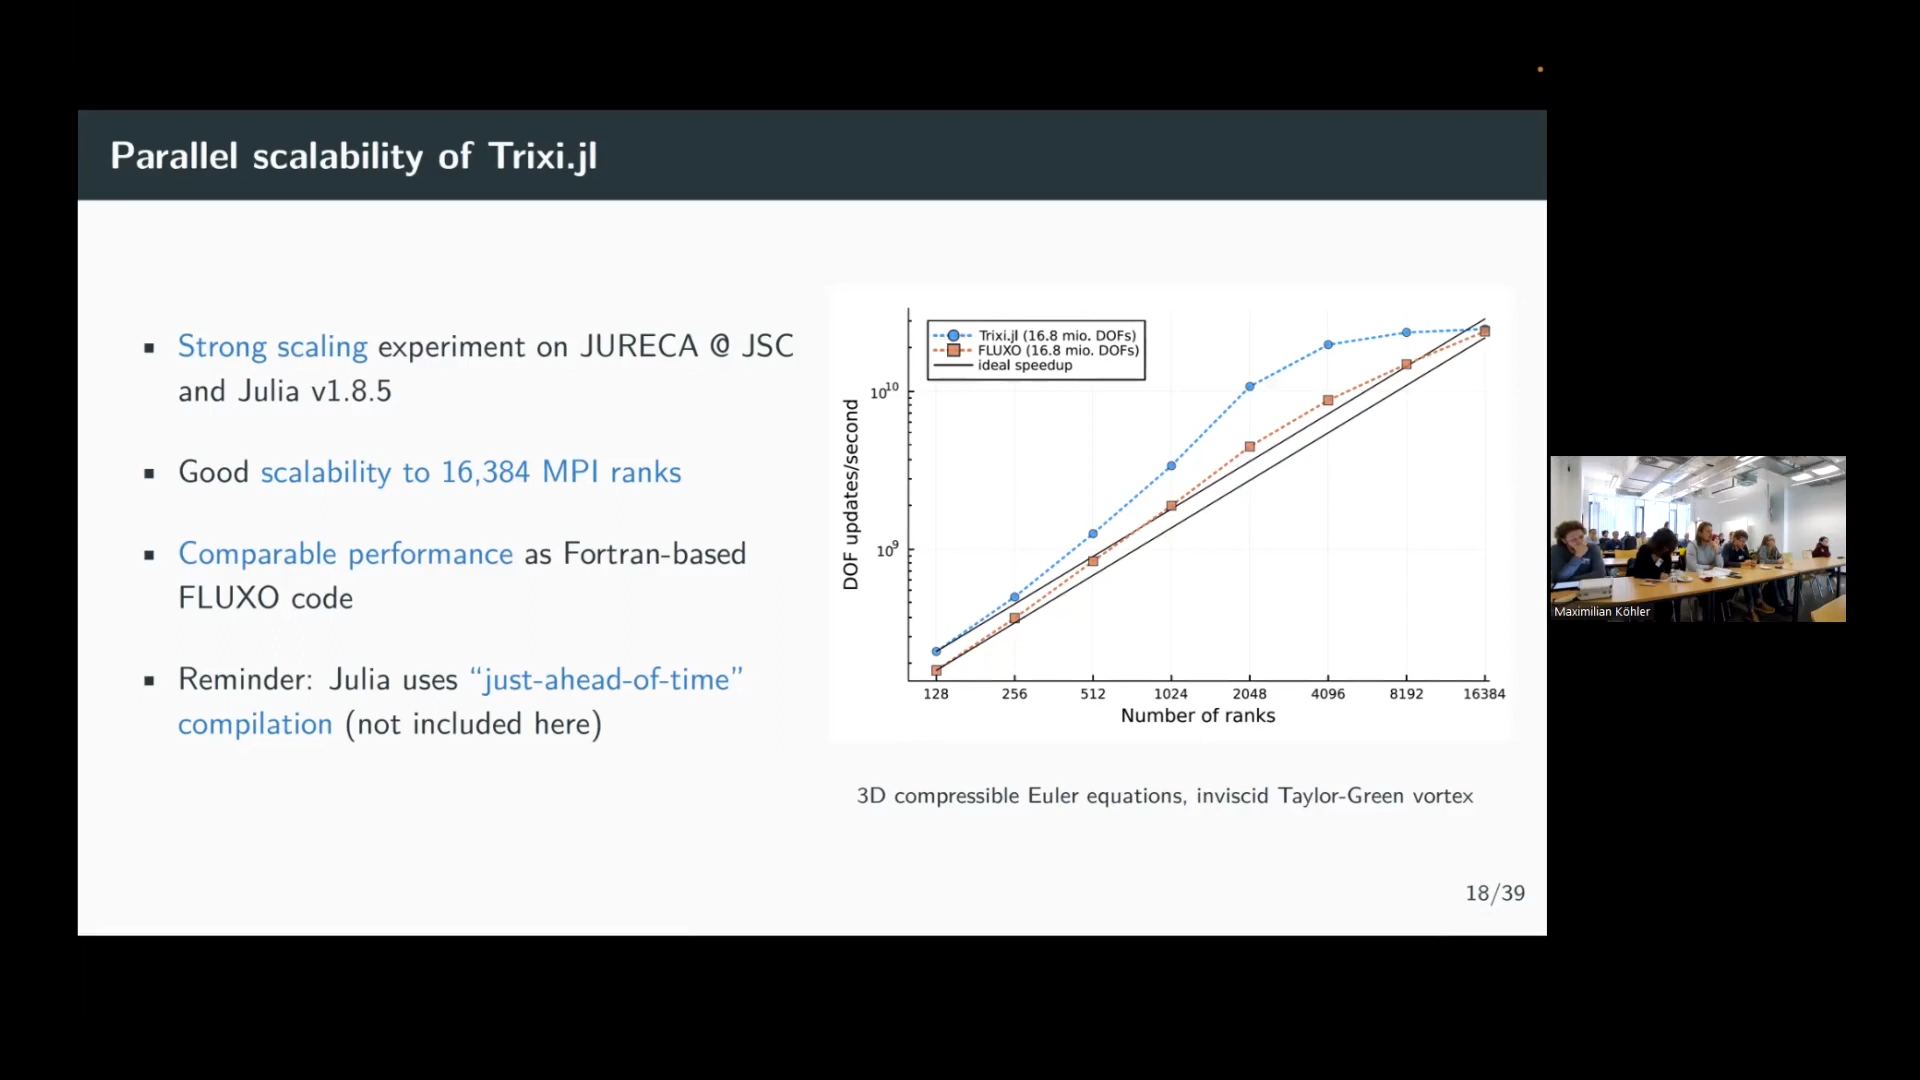 Parallel scalability of Trixi.jl
▪ Strong scaling experiment on JURECA @ JSC
and Julia v1.8.5
▪ Good scalability to 16,384 MPI ranks
▪ Comparable performance as Fortran-based
FLUXO code
▪ Reminder: Julia uses “just-ahead-of-time”
compilation (not included here)
Trixi.jl (16.8 mio. DOFs)
FLUXO (16.8 mio. DOFs)
ideal speedup
DOF updates/second
10¹⁰
10⁹
128 256 512 1024 2048 4096 8192 16384
Number of ranks
3D compressible Euler equations, inviscid Taylor-Green vortex
18/39
Maximilian Köhler